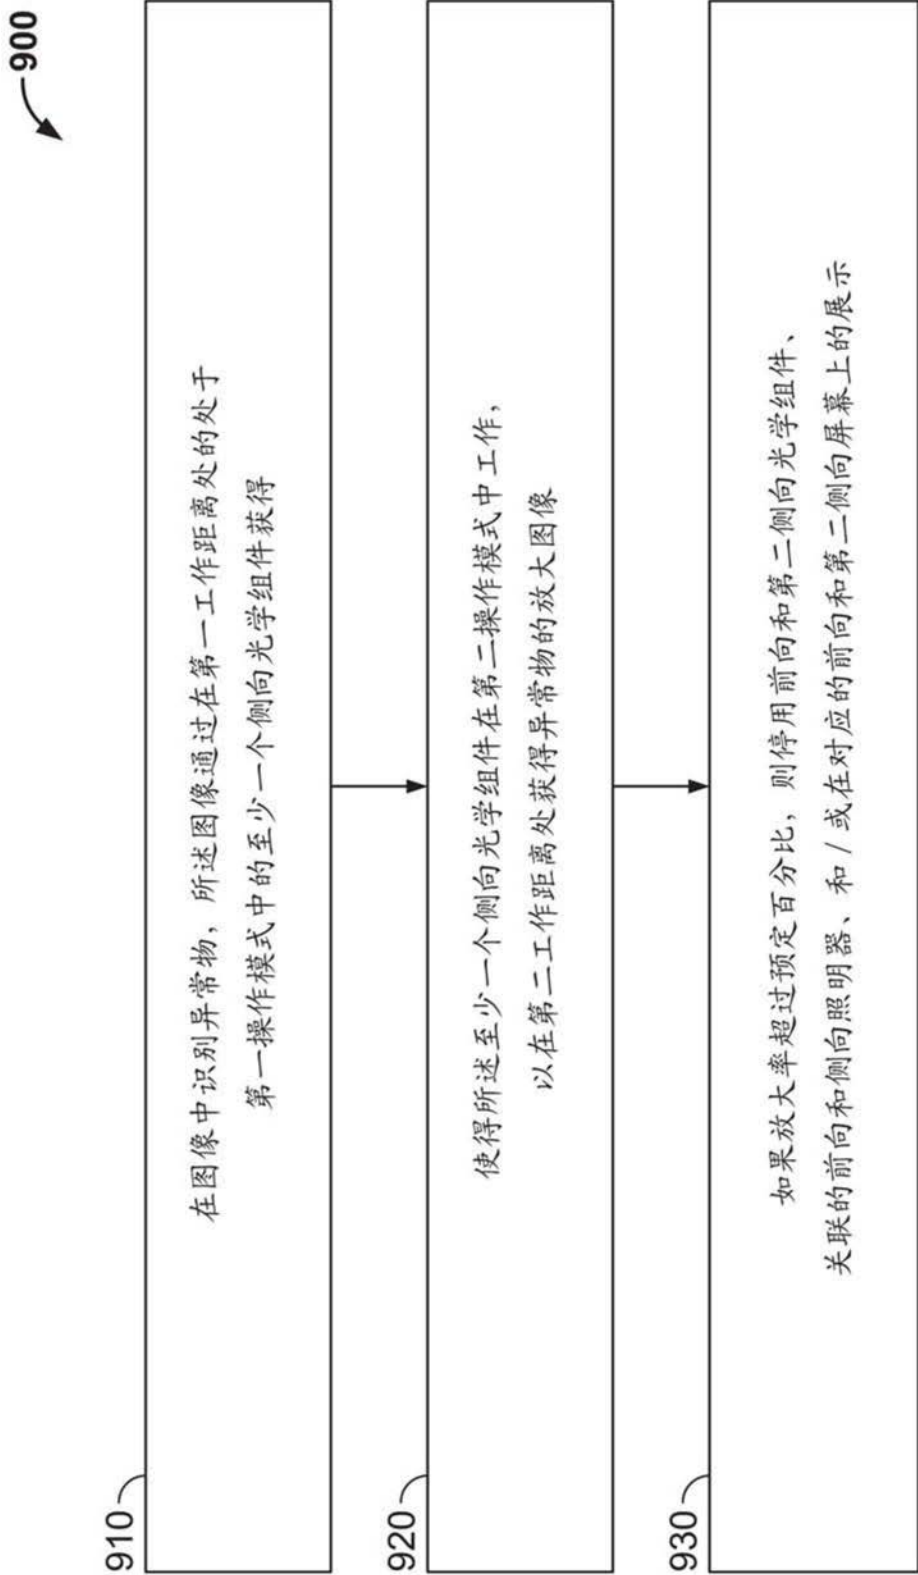 900
910
在图像中识别异常物，所述图像通过在第一工作距离处的处于
第一操作模式中的至少一个侧向光学组件获得
920
使得所述至少一个侧向光学组件在第二操作模式中工作，
以在第二工作距离处获得异常物的放大图像
930
如果放大率超过预定百分比，则停用前向和第二侧向光学组件、
关联的前向和侧向照明器、和/或在对应的前向和第二侧向屏幕上的展示